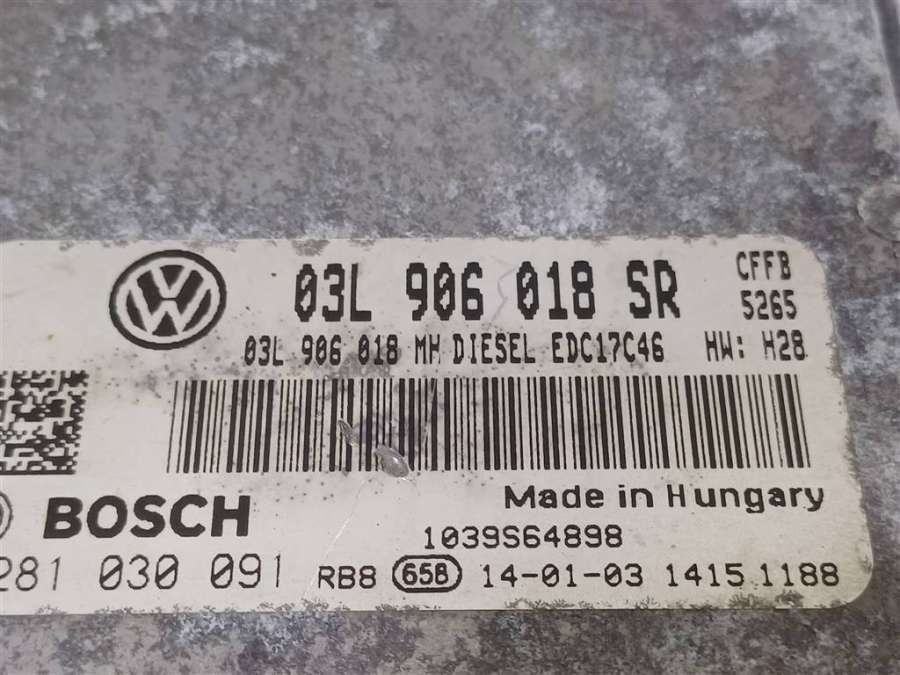 03L 906 018 SR CFFB
5265
03L 906 018 MH DIESEL EDC17C46 HW: H28
BOSCH Made in Hungary
1039S64898
281 030 091 RB8 658 14-01-03 1415 1188